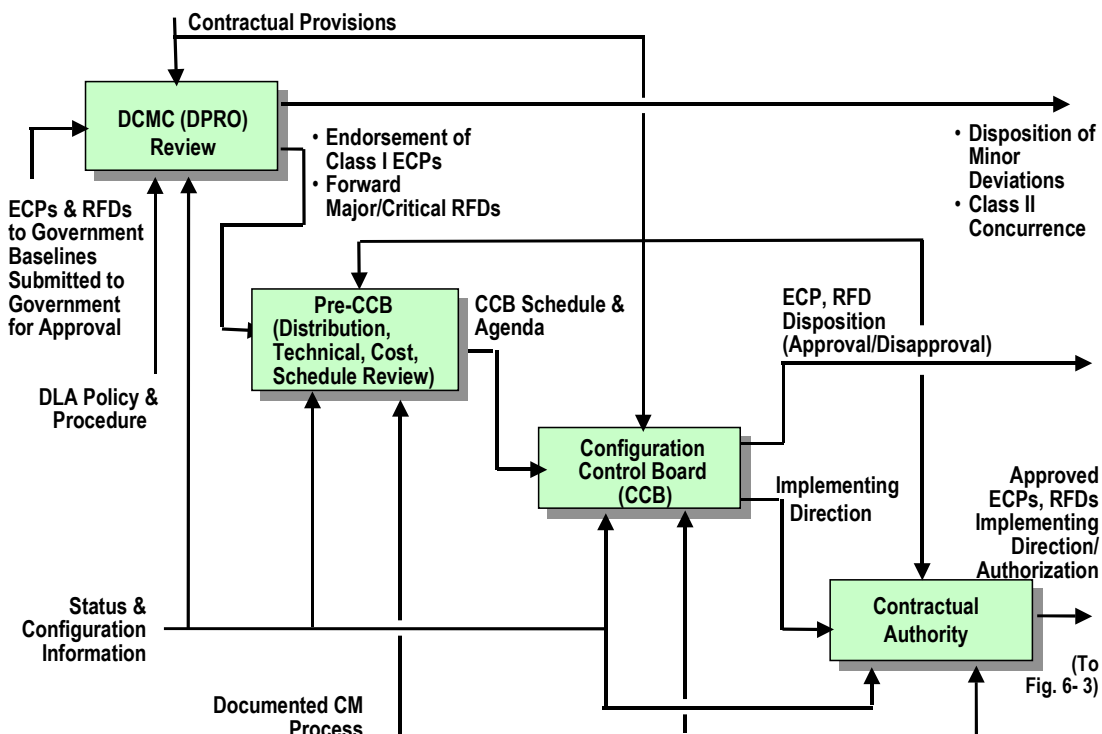 Contractual Provisions
DCMC (DPRO)
Review
• Endorsement of
Class I ECPs
• Forward
Major/Critical RFDs
• Disposition of
Minor
Deviations
• Class II
Concurrence
ECPs & RFDs
to Government
Baselines
Submitted to
Government
for Approval
Pre-CCB
(Distribution,
Technical, Cost,
Schedule Review)
CCB Schedule &
Agenda
ECP, RFD
Disposition
(Approval/Disapproval)
DLA Policy &
Procedure
Configuration
Control Board
(CCB)
Implementing
Direction
Approved
ECPs, RFDs
Implementing
Direction/
Authorization
Contractual
Authority
Status &
Configuration
Information
(To
Fig. 6- 3)
Documented CM
Process